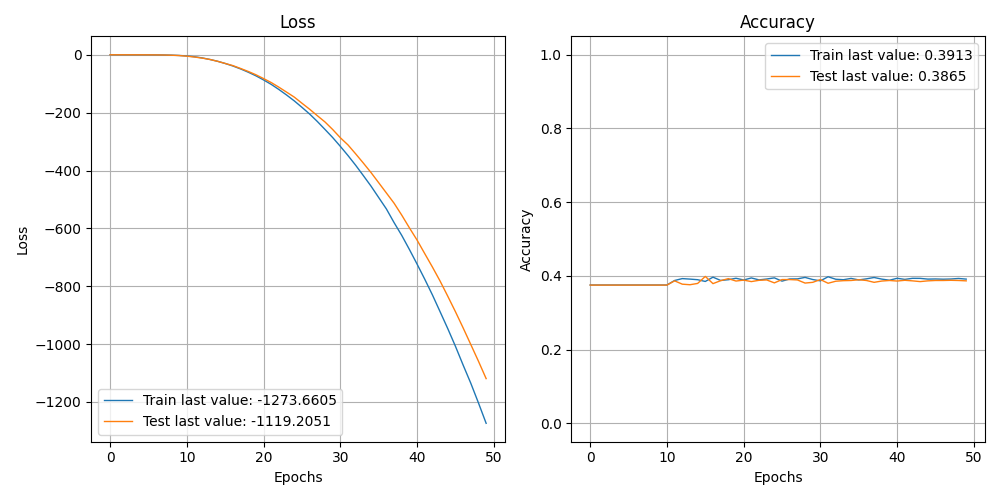 Loss
0
−200
−400
−600
−800
−1000
−1200
Loss
Train last value: -1273.6605
Test last value: -1119.2051
0 10 20 30 40 50
Epochs
Accuracy
1.0
0.8
0.6
0.4
0.2
0.0
Accuracy
Train last value: 0.3913
Test last value: 0.3865
0 10 20 30 40 50
Epochs